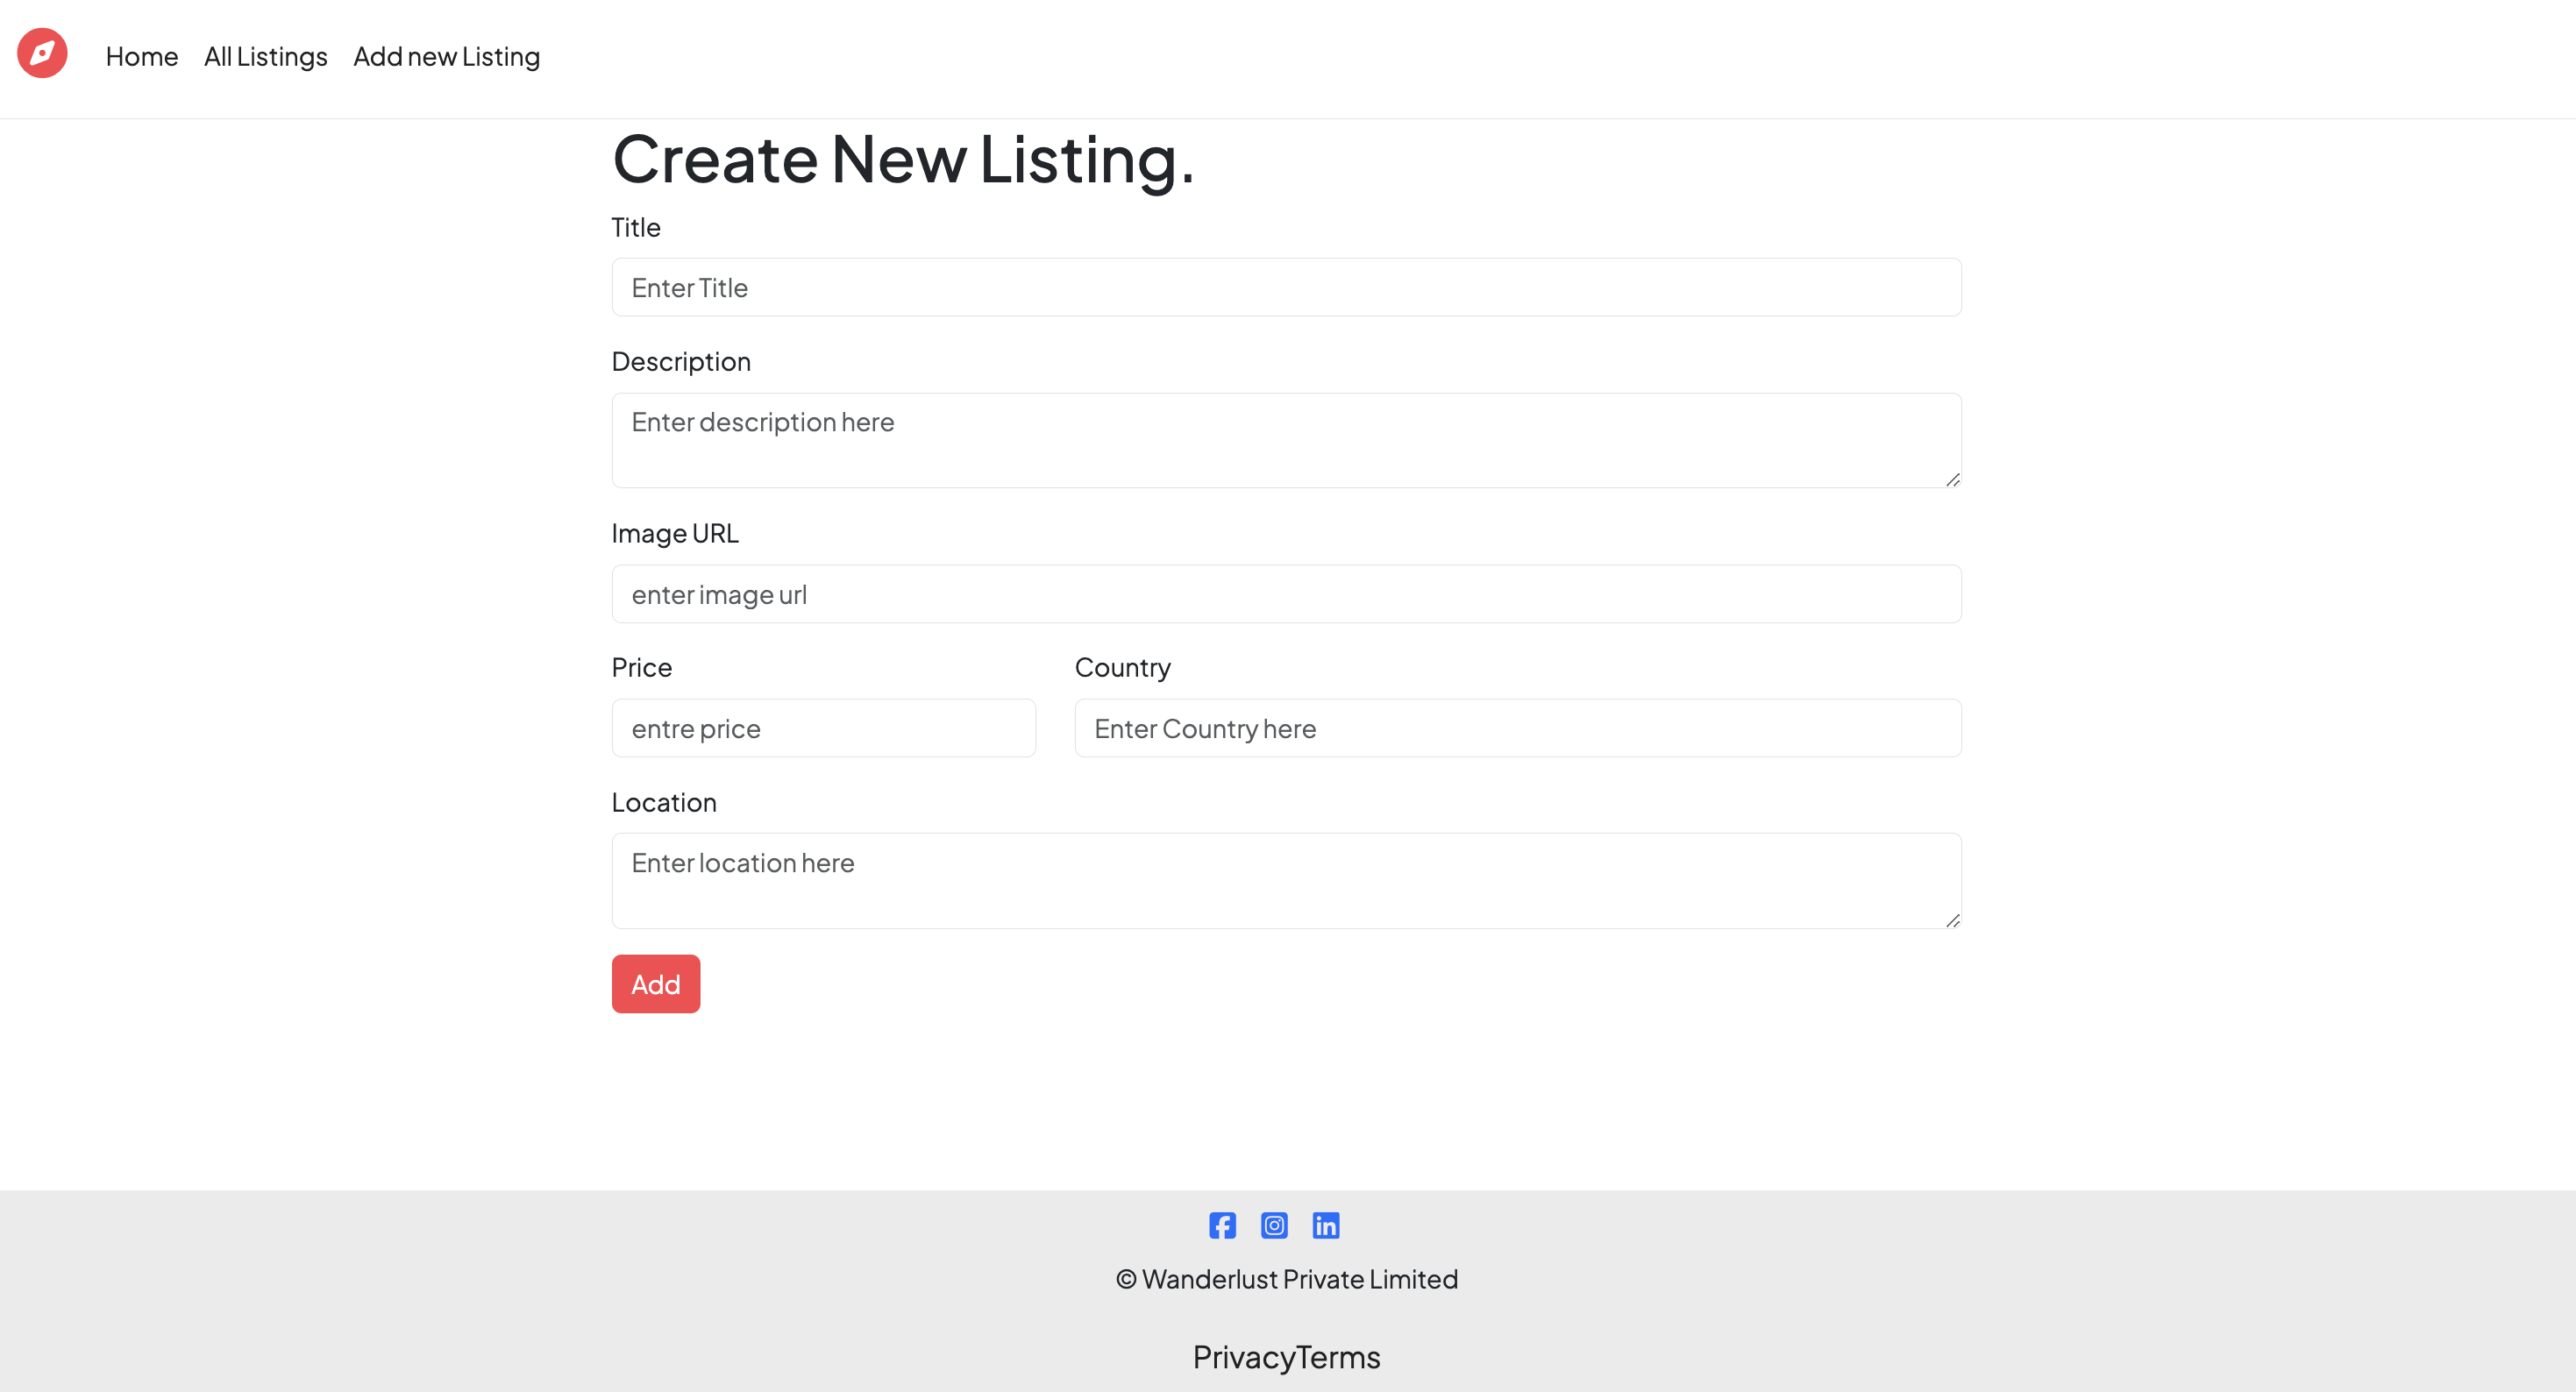 Home All Listings Add new Listing
Create New Listing.
Title
Enter Title
Description
Enter description here
Image URL
enter image url
Price Country
entre price Enter Country here
Location
Enter location here
Add
© Wanderlust Private Limited
PrivacyTerms